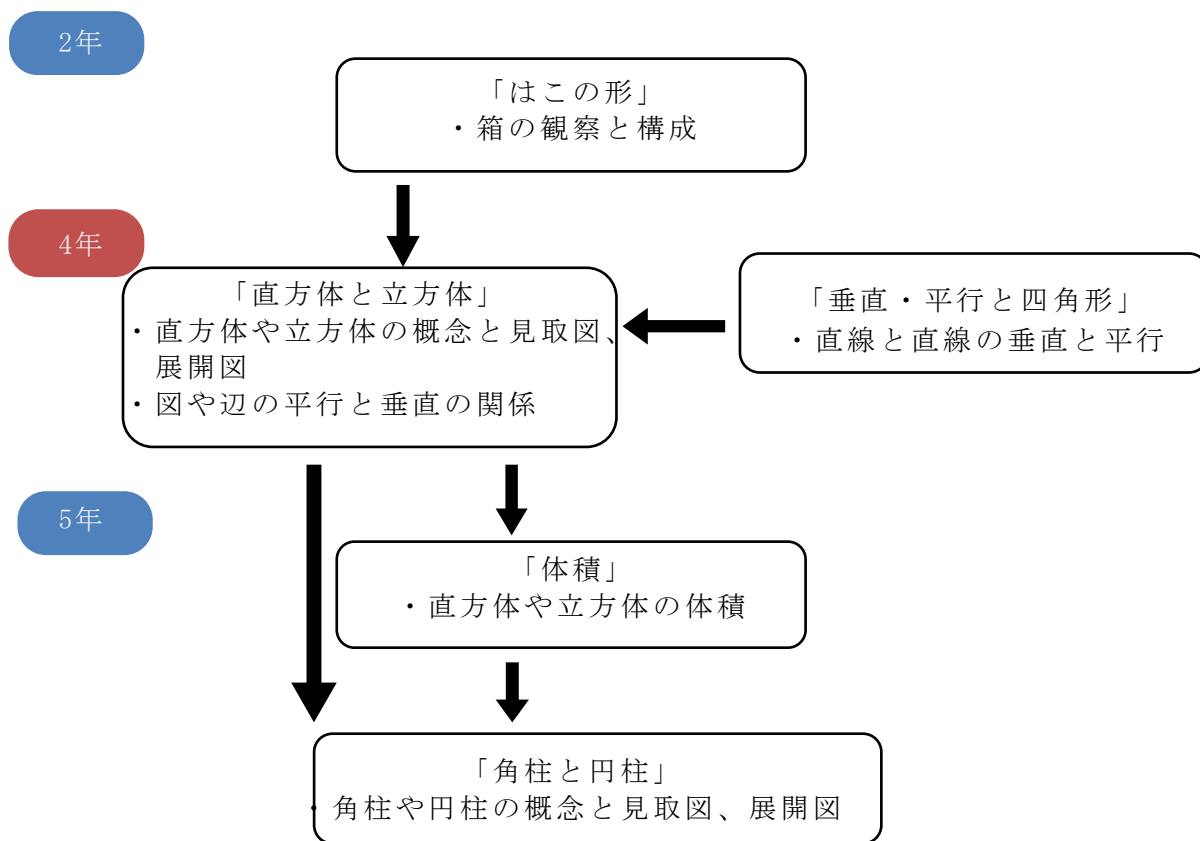 2年
「はこの形」
・箱の観察と構成
4年
「直方体と立方体」
・直方体や立方体の概念と見取図、
展開図
・図や辺の平行と垂直の関係
「垂直・平行と四角形」
・直線と直線の垂直と平行
5年
「体積」
・直方体や立方体の体積
「角柱と円柱」
・角柱や円柱の概念と見取図、展開図